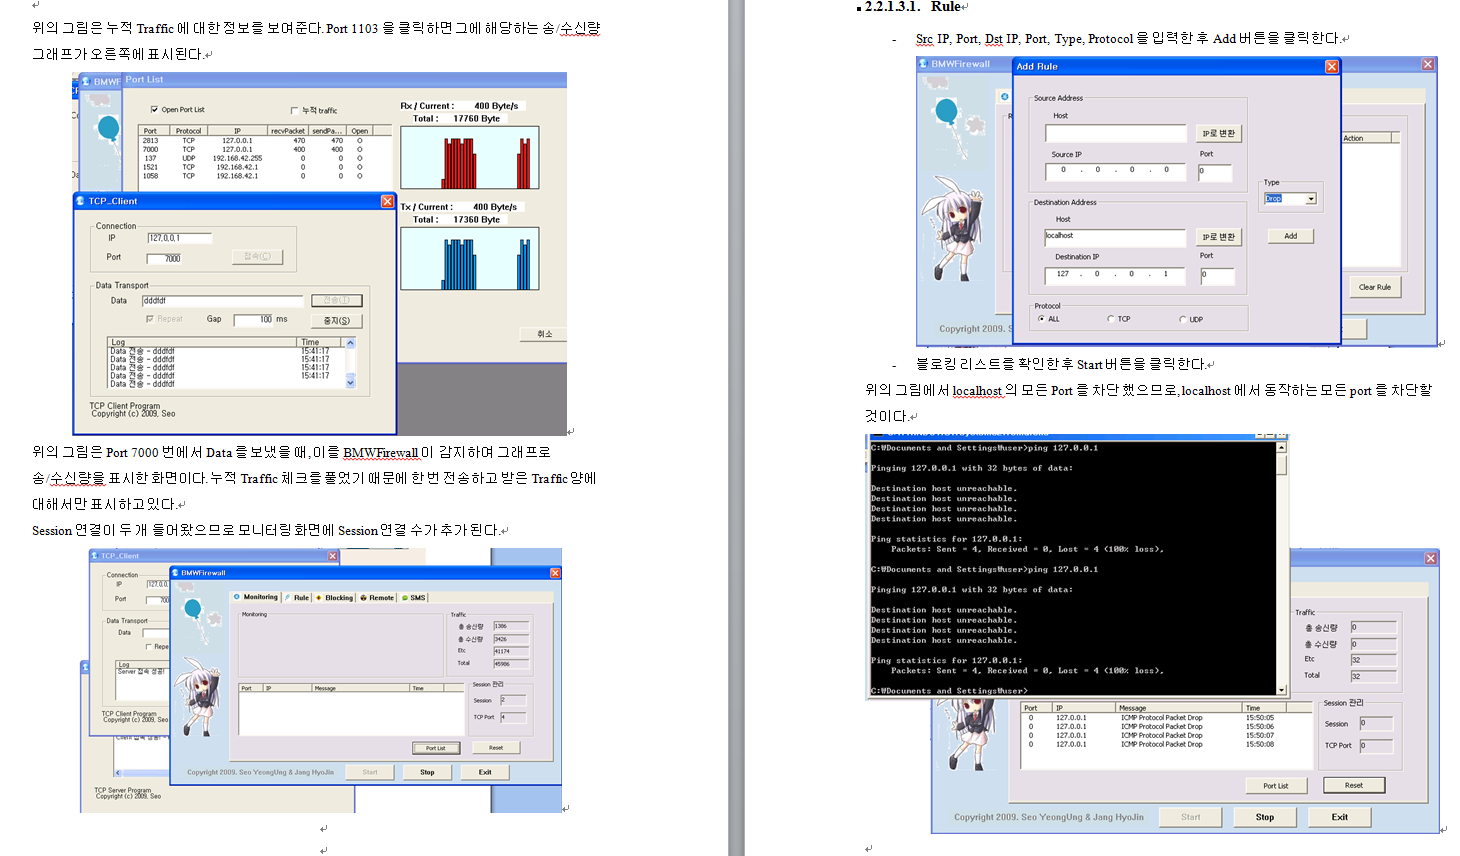 위의 그림은 누적 Traffic 에 대한 정보를 보여준다. Port 1103 을 클릭하면 그에 해당하는 송/수신량
그래프가 오른쪽에 표시된다.
BMWF
Port List
Open Port List
누적 traffic
Port Protocol IP recvPacket sendPa... Open
2813 TCP 127.0.0.1 470 470 O
7000 TCP 127.0.0.1 400 400 O
137 UDP 192.168.42.255 0 0 O
1521 TCP 192.168.42.1 0 0 O
1058 TCP 192.168.42.1 0 0 O
Rx / Current : 400 Byte/s
Total : 17760 Byte
Tx / Current : 400 Byte/s
Total : 17360 Byte
취소
TCP_Client
Connection
IP 127,0,0,1
Port 7000 접속(C)
Data Transport
Data dddfdf 전송(T)
Repeat Gap 100 ms 중지(S)
Log Time
Data 전송 - dddfdf 15:41:17
Data 전송 - dddfdf 15:41:17
Data 전송 - dddfdf 15:41:17
Data 전송 - dddfdf 15:41:17
Data 전송 - dddfdf
TCP Client Program
Copyright (c) 2009, Seo
위의 그림은 Port 7000 번에서 Data 를 보냈을 때, 이를 BMWFirewall 이 감지하여 그래프로
송/수신량을 표시한 화면이다. 누적 Traffic 체크를 풀었기 때문에 한 번 전송하고 받은 Traffic 양에
대해서만 표시하고 있다.
Session 연결이 두 개 들어왔으므로 모니터링 화면에 Session 연결 수가 추가 된다.
TCP_Client
Connection
IP 127,0,0,
Port 700
Data Transport
Data
Repe
Log
Server 접속 성공!
TCP Client Program
Copyright (c) 2009, Se
TCP Server Program
Copyright (c) 2009, Seo
BMWFirewall
Monitoring Rule Blocking Remote SMS
Monitoring
Traffic
총 송신량 1386
총 수신량 3426
Etc 41174
Total 45986
Port IP Message Time
Session 관리
Session 2
TCP Port 4
Port List Reset
Copyright 2009. Seo YeongUng & Jang HyoJin Start Stop Exit
2.2.1.3.1. Rule
- Src IP, Port, Dst IP, Port, Type, Protocol 을 입력한 후 Add 버튼을 클릭한다.
BMWFirewall
Add Rule
Source Address
Host
IP로 변환
Source IP Port
0 . 0 . 0 . 0 0
Destination Address
Host
localhost IP로 변환
Destination IP Port
127 . 0 . 0 . 1 0
Protocol
ALL TCP UDP
Type
Drop
Add
Action
Clear Rule
Copyright 2009. S
- 블로킹 리스트를 확인한 후 Start 버튼을 클릭한다.
위의 그림에서 localhost 의 모든 Port 를 차단 했으므로, localhost 에서 동작하는 모든 port 를 차단할
것이다.
C:\Documents and Settings\user>ping 127.0.0.1
Pinging 127.0.0.1 with 32 bytes of data:
Destination host unreachable.
Destination host unreachable.
Destination host unreachable.
Destination host unreachable.
Ping statistics for 127.0.0.1:
Packets: Sent = 4, Received = 0, Lost = 4 (100% loss),
C:\Documents and Settings\user>ping 127.0.0.1
Pinging 127.0.0.1 with 32 bytes of data:
Destination host unreachable.
Destination host unreachable.
Destination host unreachable.
Destination host unreachable.
Ping statistics for 127.0.0.1:
Packets: Sent = 4, Received = 0, Lost = 4 (100% loss),
C:\Documents and Settings\user>
Traffic
총 송신량 0
총 수신량 0
Etc 32
Total 32
Port IP Message Time
0 127.0.0.1 ICMP Protocol Packet Drop 15:50:05
0 127.0.0.1 ICMP Protocol Packet Drop 15:50:06
0 127.0.0.1 ICMP Protocol Packet Drop 15:50:07
0 127.0.0.1 ICMP Protocol Packet Drop 15:50:08
Session 관리
Session 0
TCP Port 0
Port List Reset
Copyright 2009. Seo YeongUng & Jang HyoJin Start Stop Exit